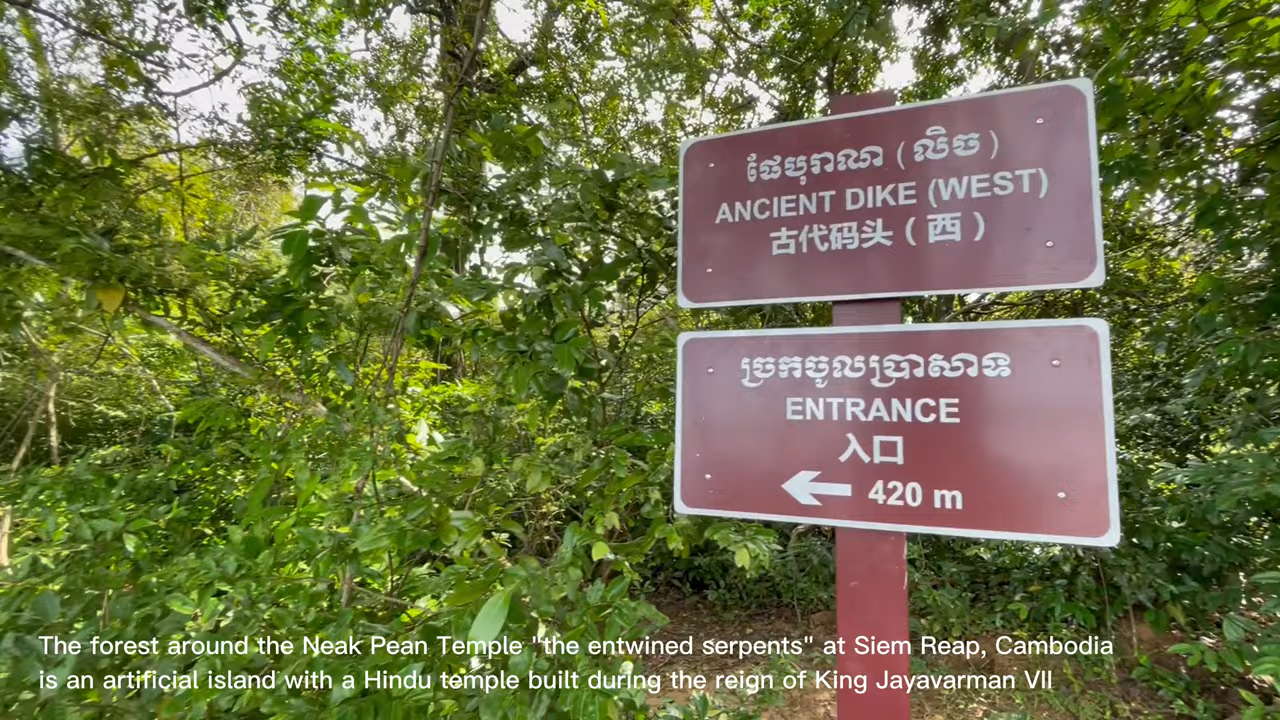 ផែបុរាណ (លិច)
ANCIENT DIKE (WEST)
古代码头（西）
ច្រកចូលប្រាសាទ
ENTRANCE
入口
420 m
The forest around the Neak Pean Temple "the entwined serpents" at Siem Reap, Cambodia
is an artificial island with a Hindu temple built during the reign of King Jayavarman VII